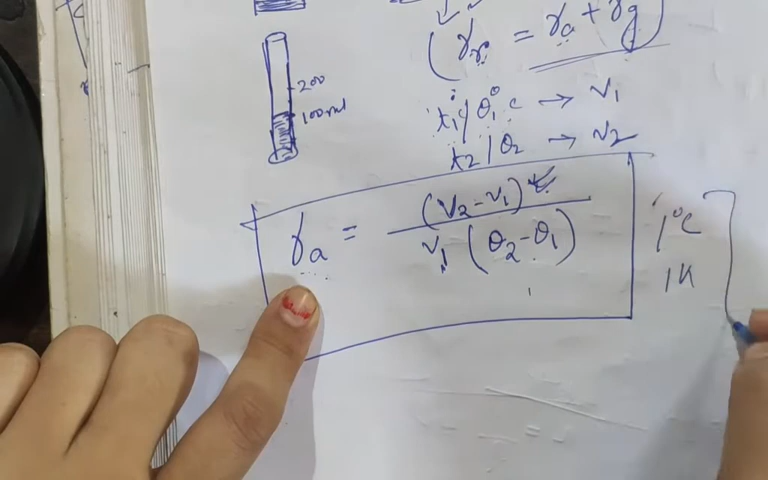 (γr = γa + γg)
200
100ml
t1 | θ1°c → V1
t2 | θ2 → V2
γa = (V2 - V1) / V1 (θ2 - θ1)
1°C
1K